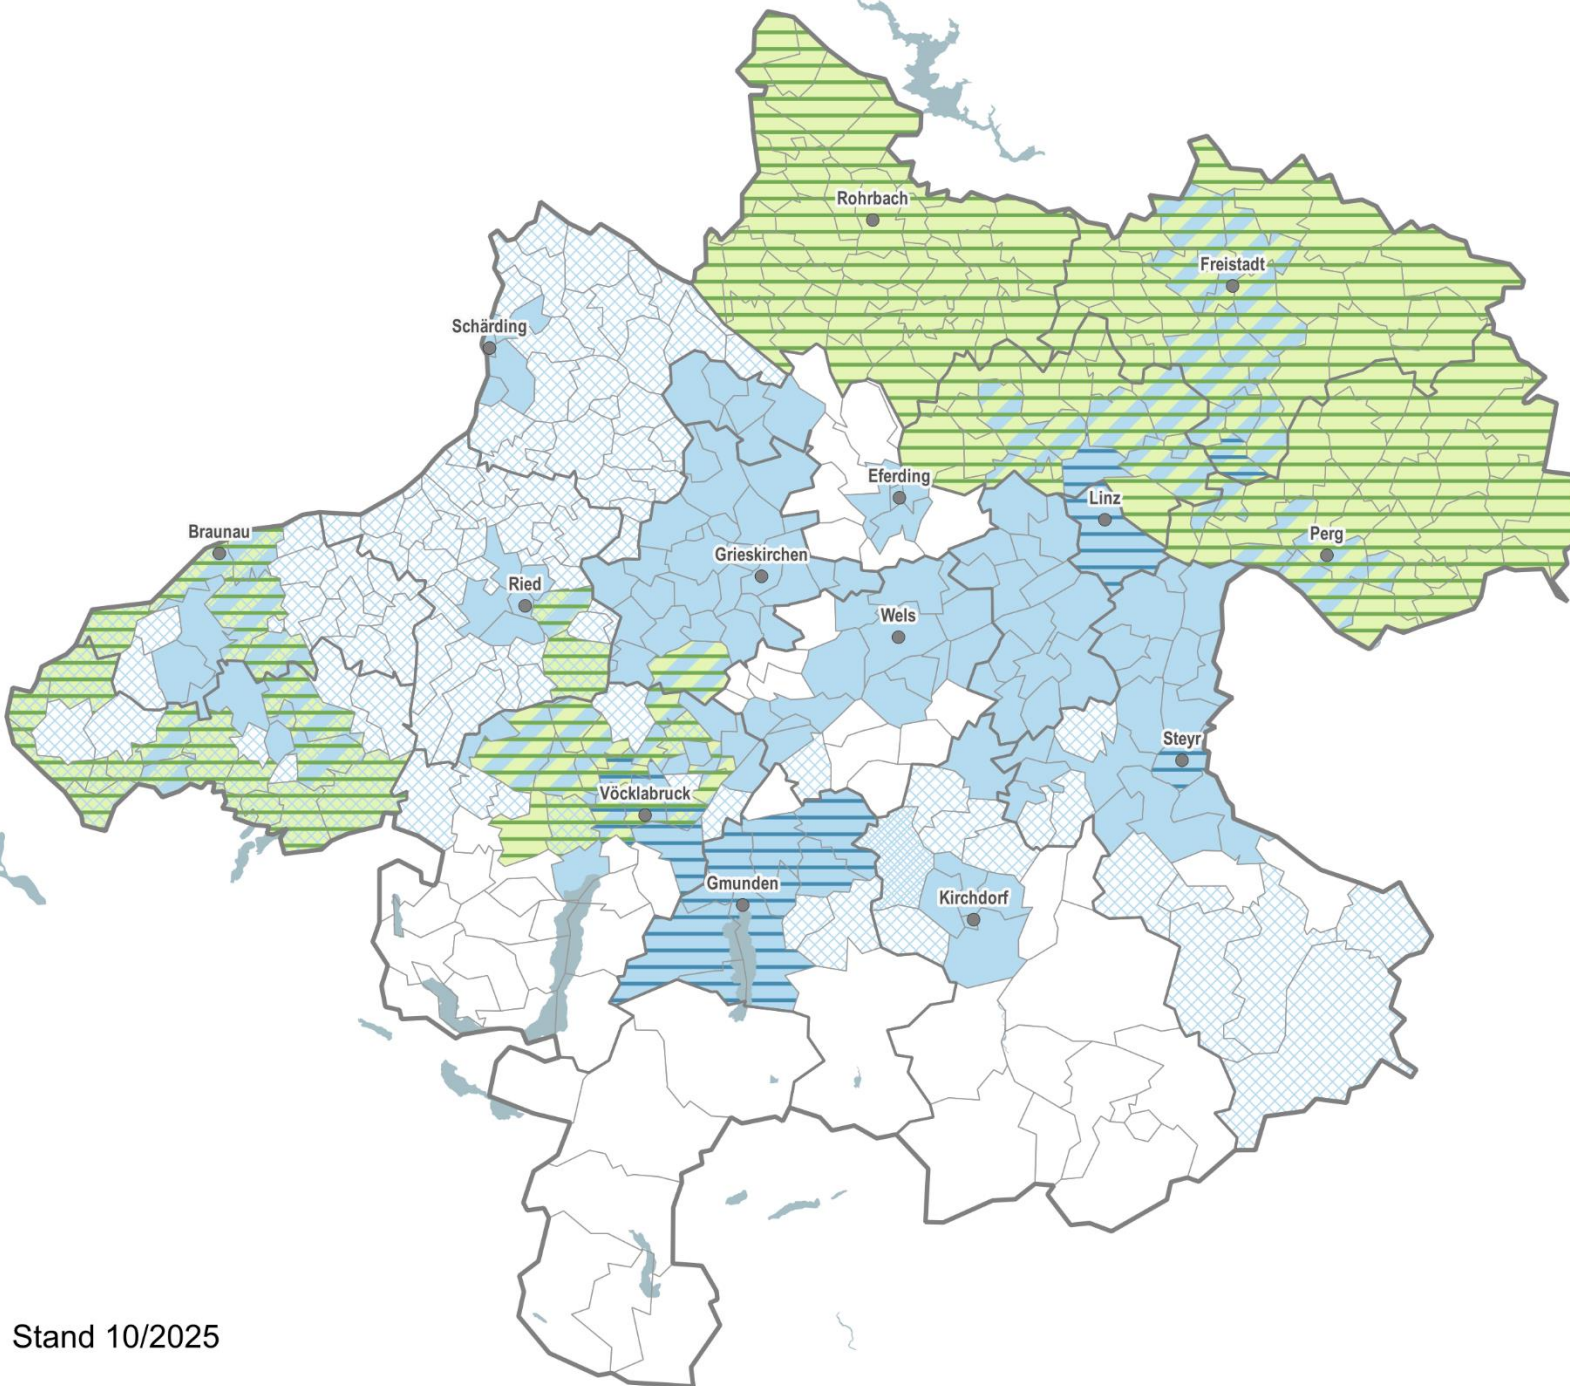 Rohrbach
Freistadt
Schärding
Eferding
Linz
Braunau
Perg
Grieskirchen
Ried
Wels
Steyr
Vöcklabruck
Gmunden
Kirchdorf
Stand 10/2025